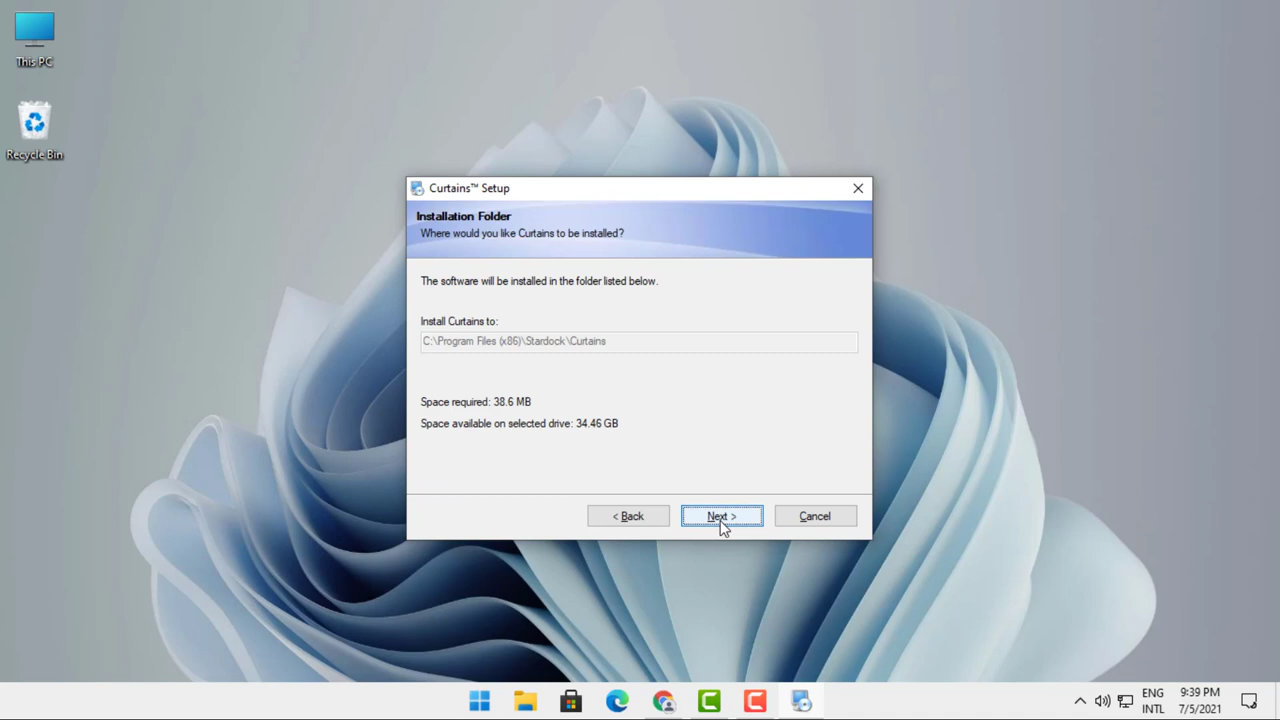 This PC
Recycle Bin
Curtains™ Setup
Installation Folder
Where would you like Curtains to be installed?
The software will be installed in the folder listed below.
Install Curtains to:
C:\Program Files (x86)\Stardock\Curtains
Space required: 38.6 MB
Space available on selected drive: 34.46 GB
< Back
Next >
Cancel
ENG
INTL
9:39 PM
7/5/2021